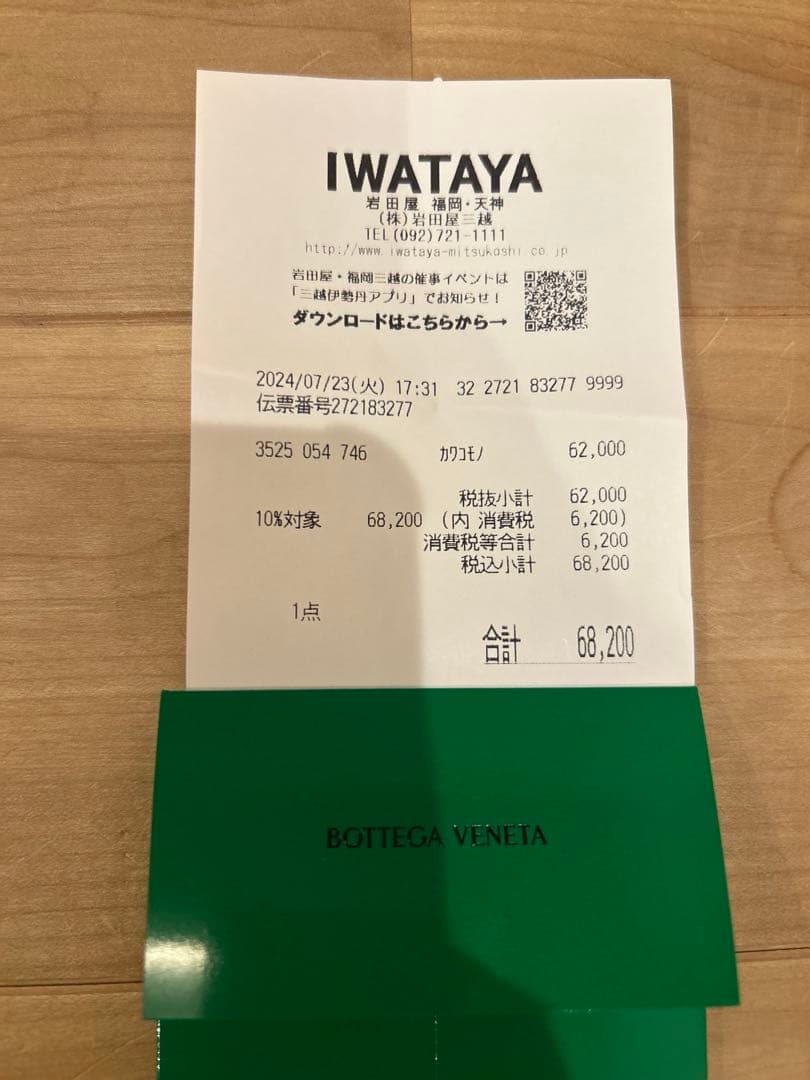 IWATAYA
岩田屋 福岡・天神
(株)岩田屋三越
TEL(092)721-1111
http://www.iwataya-mitsukoshi.co.jp
岩田屋・福岡三越の催事イベントは
「三越伊勢丹アプリ」でお知らせ！
ダウンロードはこちらから→
2024/07/23(火) 17:31 32 2721 83277 9999
伝票番号272183277
3525 054 746 カワコモノ 62,000
税抜小計 62,000
10%対象 68,200 (内 消費税 6,200)
消費税等合計 6,200
税込小計 68,200
1点
合計 68,200
BOTTEGA VENETA